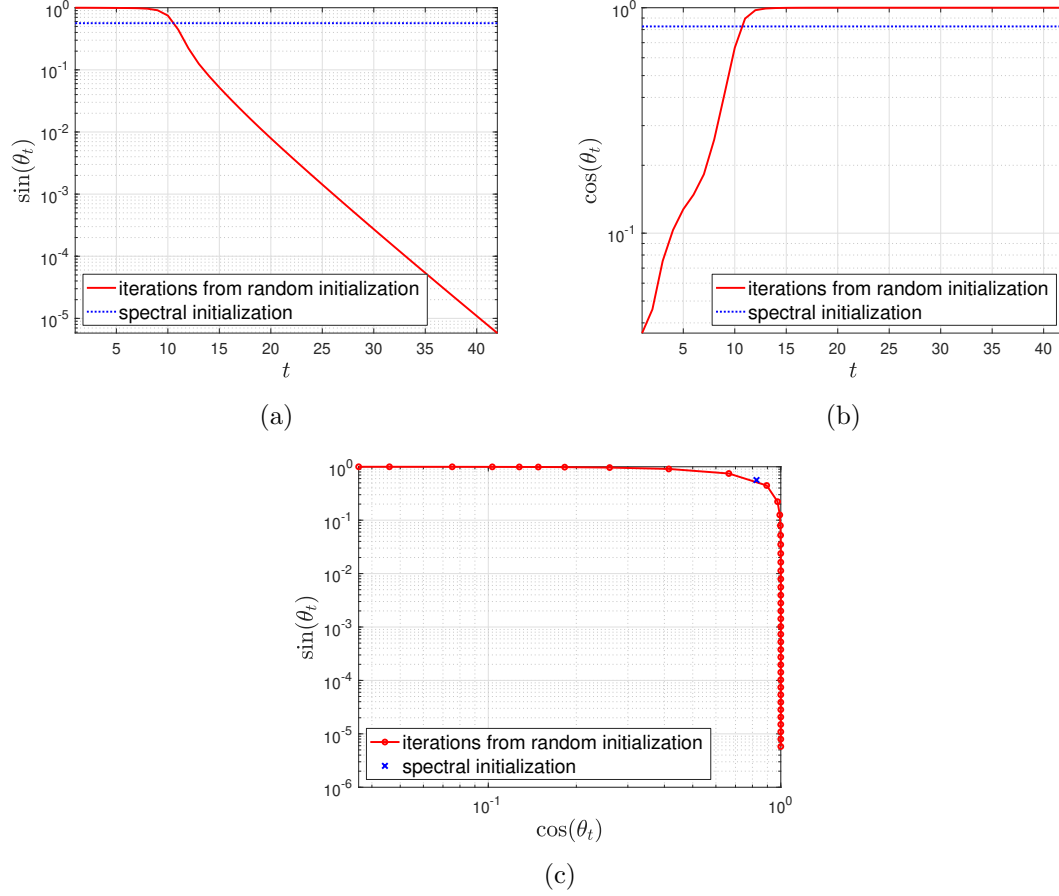 10^0
10^-1
10^-2
10^-3
10^-4
10^-5
sin(θ_t)
iterations from random initialization
spectral initialization
5 10 15 20 25 30 35 40
t
(a)
10^0
10^-1
cos(θ_t)
iterations from random initialization
spectral initialization
5 10 15 20 25 30 35 40
t
(b)
10^0
10^-1
10^-2
10^-3
10^-4
10^-5
10^-6
sin(θ_t)
iterations from random initialization
spectral initialization
10^-1 10^0
cos(θ_t)
(c)